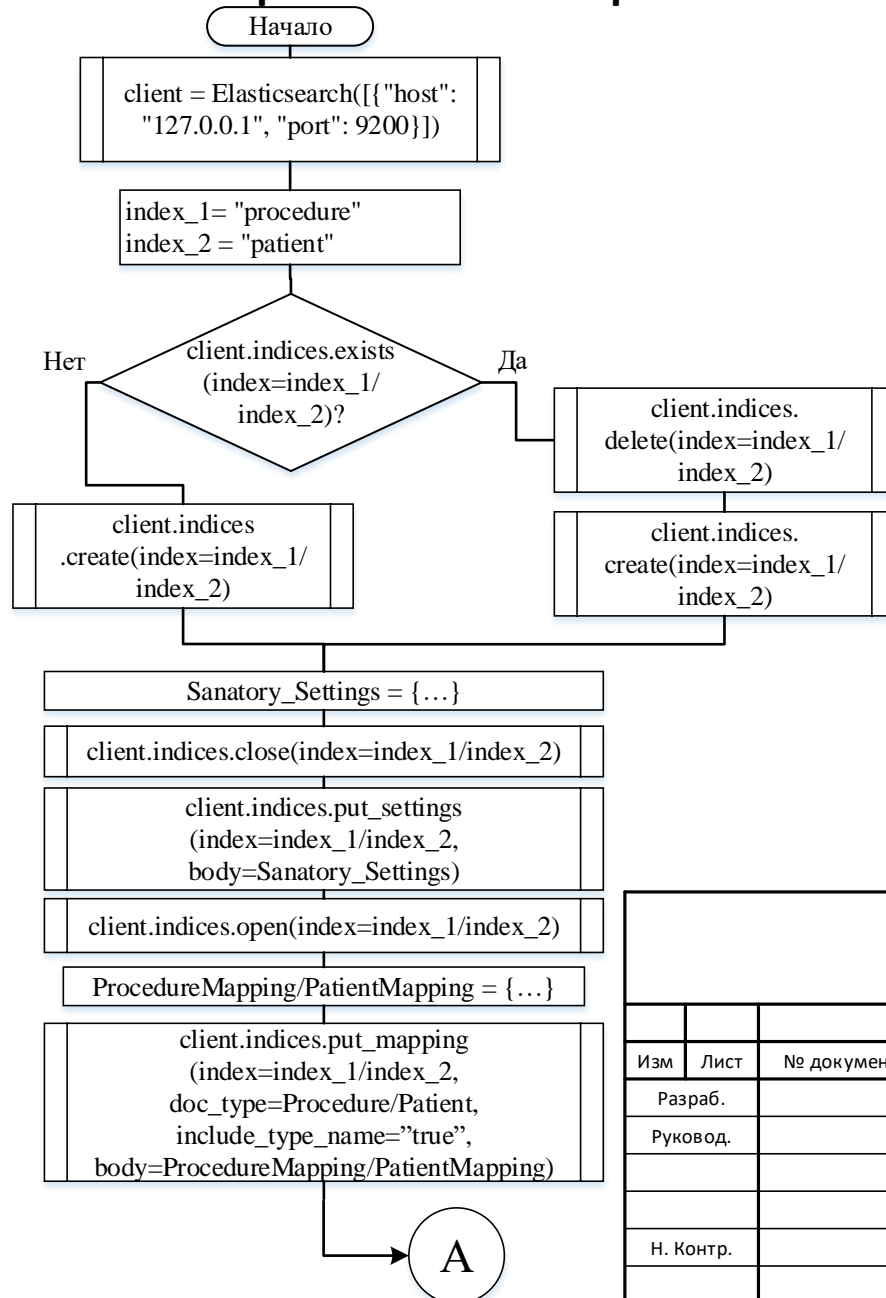 Начало
client = Elasticsearch([{"host":
"127.0.0.1", "port": 9200}])
index_1= "procedure"
index_2 = "patient"
client.indices.exists
(index=index_1/
index_2)?
Нет
Да
client.indices.
delete(index=index_1/
index_2)
client.indices
.create(index=index_1/
index_2)
client.indices.
create(index=index_1/
index_2)
Sanatory_Settings = {…}
client.indices.close(index=index_1/index_2)
client.indices.put_settings
(index=index_1/index_2,
body=Sanatory_Settings)
client.indices.open(index=index_1/index_2)
ProcedureMapping/PatientMapping = {…}
client.indices.put_mapping
(index=index_1/index_2,
doc_type=Procedure/Patient,
include_type_name=”true”,
body=ProcedureMapping/PatientMapping)
A
Изм Лист № докумен
Разраб.
Руковод.
Н. Контр.